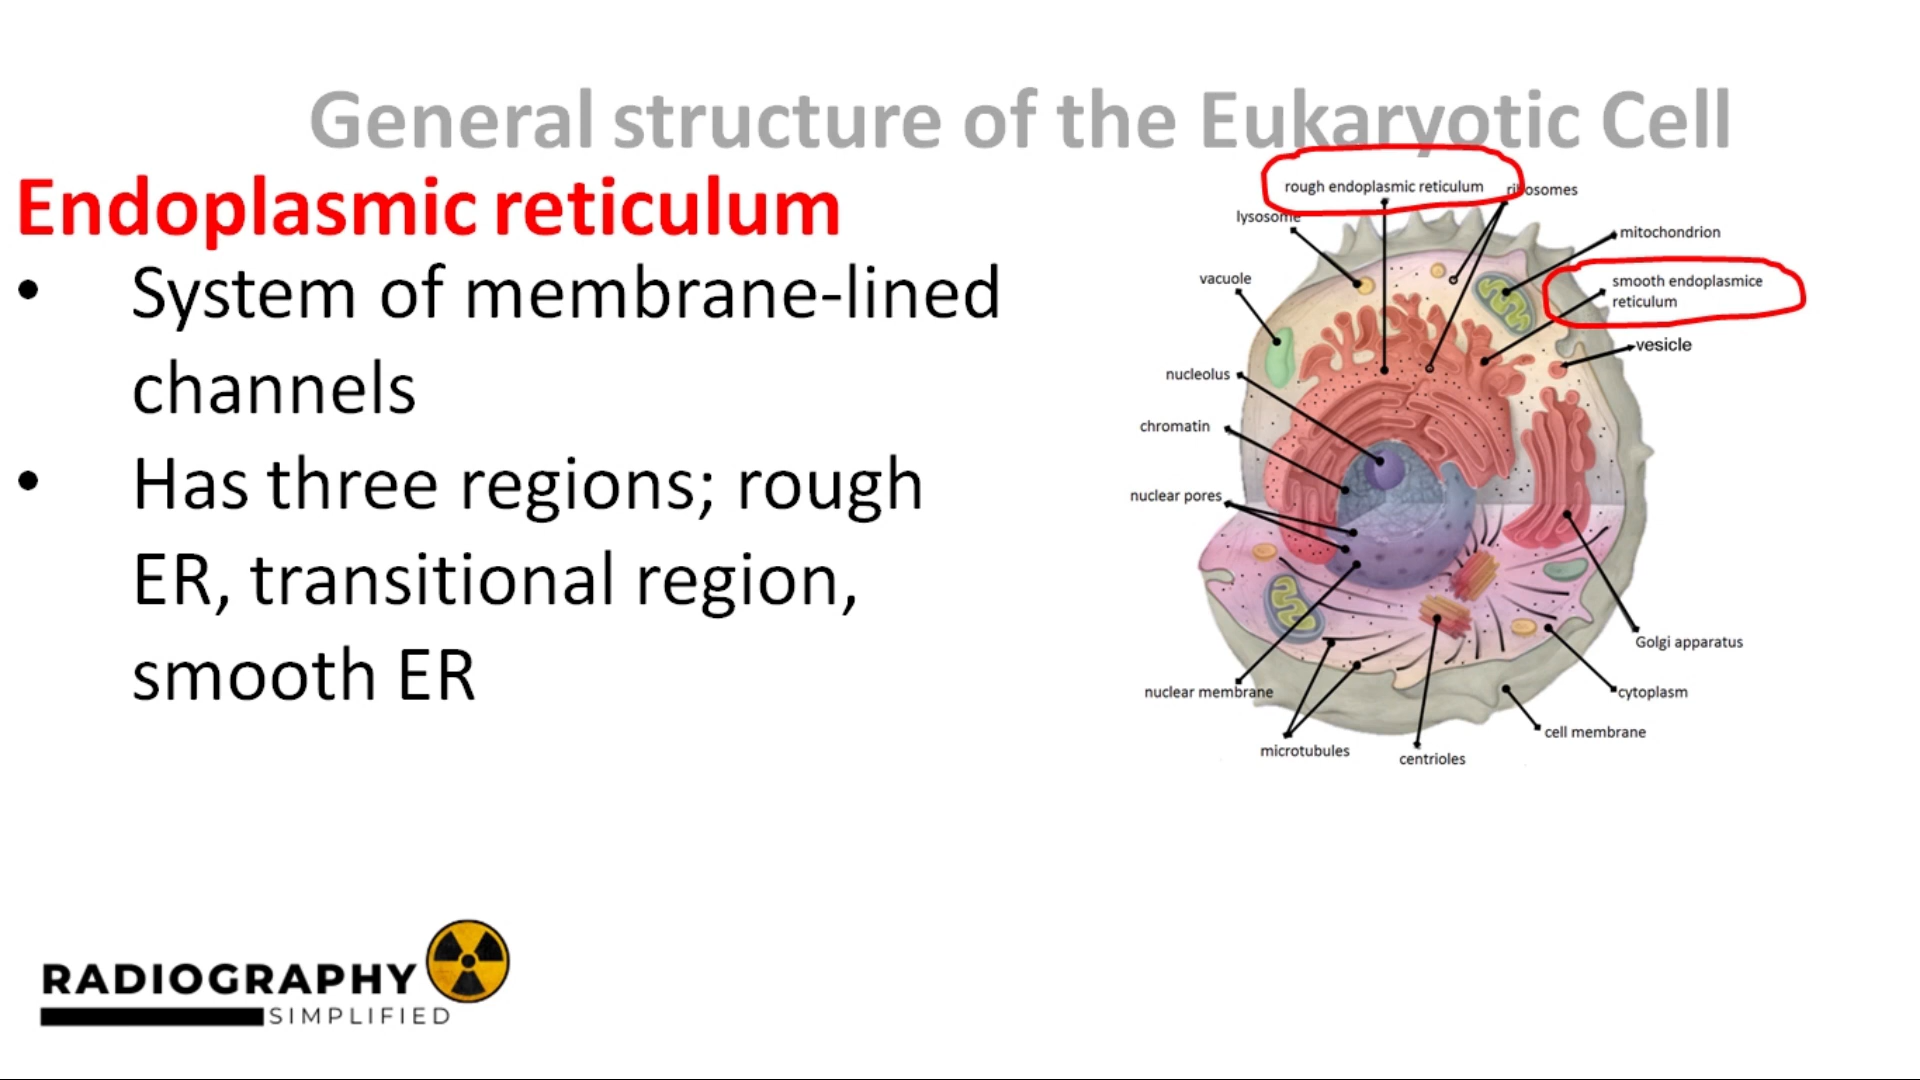 General structure of the Eukaryotic Cell
Endoplasmic reticulum
• System of membrane-lined
channels
• Has three regions; rough
ER, transitional region,
smooth ER
rough endoplasmic reticulum
ribosomes
lysosome
mitochondrion
vacuole
smooth endoplasmice
reticulum
vesicle
nucleolus
chromatin
nuclear pores
Golgi apparatus
nuclear membrane
cytoplasm
cell membrane
microtubules
centrioles
RADIOGRAPHY
SIMPLIFIED